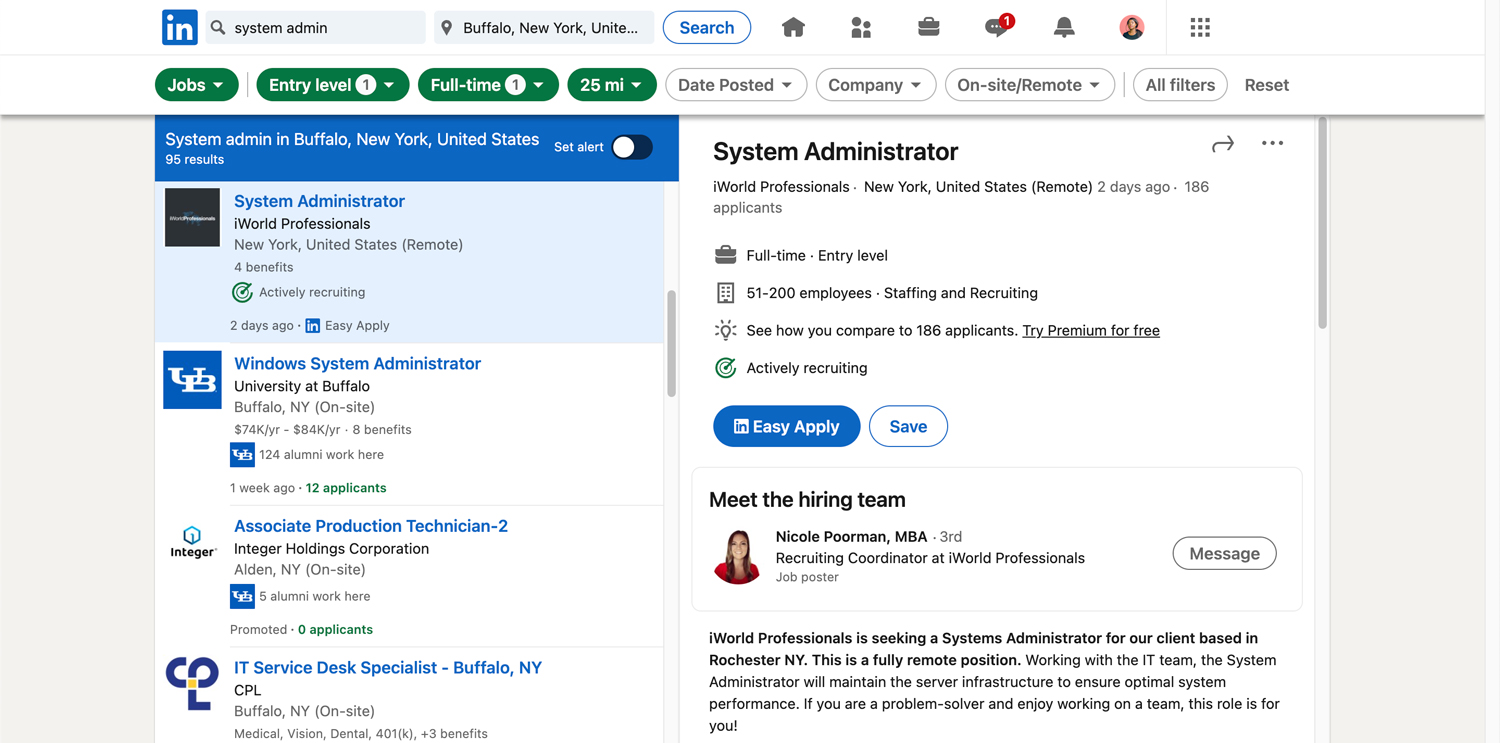 in
system admin
Buffalo, New York, Unite...
Search
1
Jobs
Entry level 1
Full-time 1
25 mi
Date Posted
Company
On-site/Remote
All filters
Reset
System admin in Buffalo, New York, United States
95 results
Set alert
iWorldProfessionals
System Administrator
iWorld Professionals
New York, United States (Remote)
4 benefits
Actively recruiting
2 days ago · in Easy Apply
UB
Windows System Administrator
University at Buffalo
Buffalo, NY (On-site)
$74K/yr - $84K/yr · 8 benefits
UB 124 alumni work here
1 week ago · 12 applicants
Integer
Associate Production Technician-2
Integer Holdings Corporation
Alden, NY (On-site)
UB 5 alumni work here
Promoted · 0 applicants
CPL
IT Service Desk Specialist - Buffalo, NY
CPL
Buffalo, NY (On-site)
Medical, Vision, Dental, 401(k), +3 benefits
System Administrator
iWorld Professionals · New York, United States (Remote) 2 days ago · 186
applicants
Full-time · Entry level
51-200 employees · Staffing and Recruiting
See how you compare to 186 applicants. Try Premium for free
Actively recruiting
in Easy Apply
Save
Meet the hiring team
Nicole Poorman, MBA · 3rd
Recruiting Coordinator at iWorld Professionals
Job poster
Message
iWorld Professionals is seeking a Systems Administrator for our client based in
Rochester NY. This is a fully remote position. Working with the IT team, the System
Administrator will maintain the server infrastructure to ensure optimal system
performance. If you are a problem-solver and enjoy working on a team, this role is for
you!